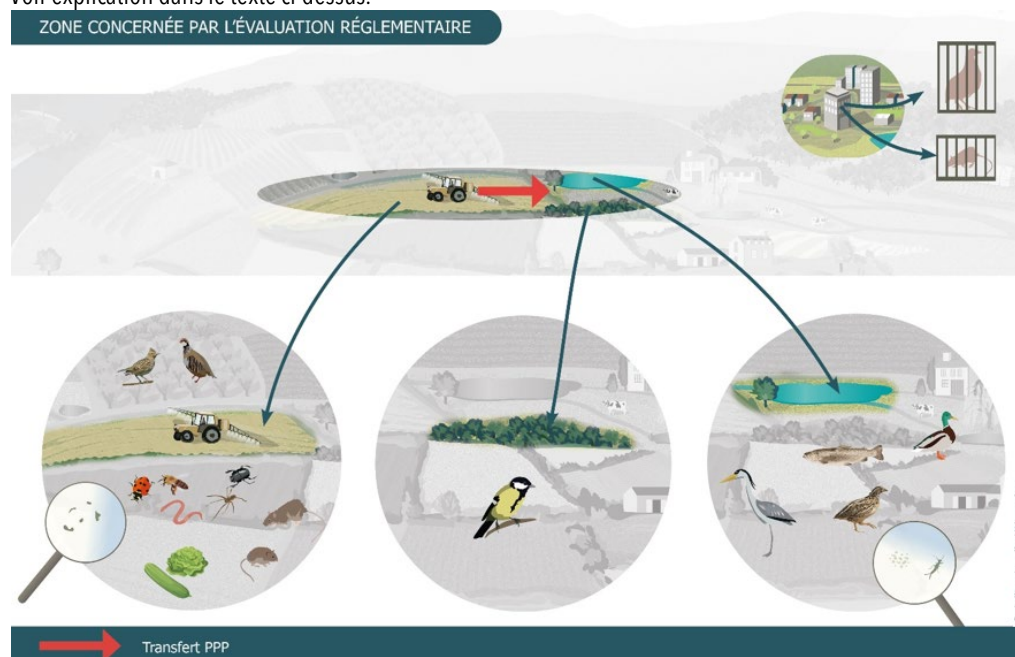 Voir explication dans le texte ci-dessus.
ZONE CONCERNÉE PAR L'ÉVALUATION RÉGLEMENTAIRE
Transfert PPP